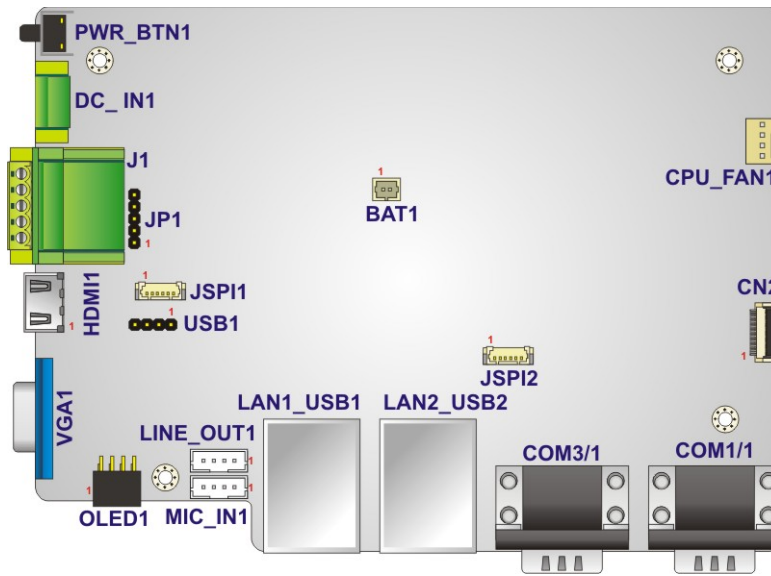 PWR_BTN1
DC_ IN1
J1
JP1
1
1
BAT1
CPU_FAN1
HDMI1
1
1
JSPI1
1
USB1
CN2
1
1
JSPI2
VGA1
LAN1_USB1
LAN2_USB2
LINE_OUT1
1
COM3/1
COM1/1
1
OLED1
1
MIC_IN1